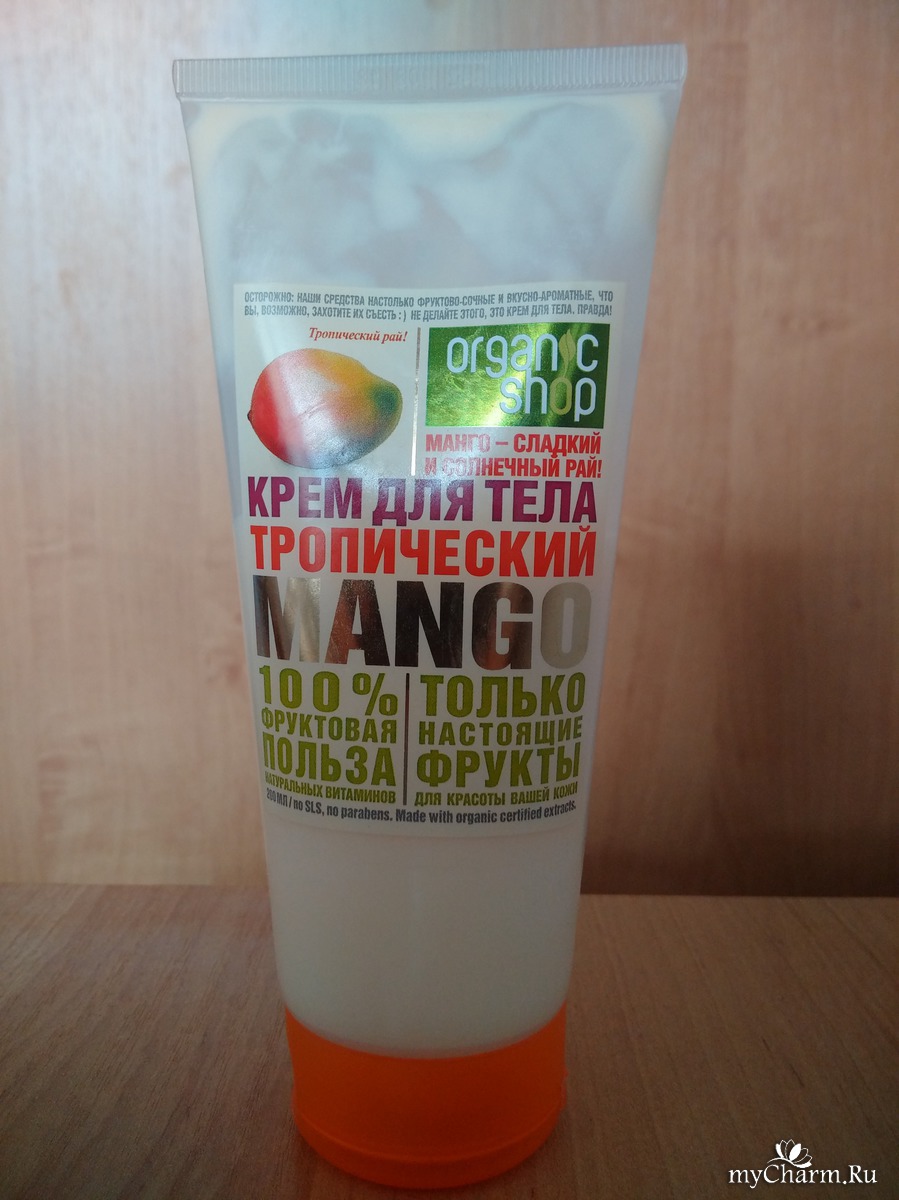 ОСТОРОЖНО: НАШИ СРЕДСТВА НАСТОЛЬКО ФРУКТОВО-СОЧНЫЕ И ВКУСНО-АРОМАТНЫЕ, ЧТО
ВЫ, ВОЗМОЖНО, ЗАХОТИТЕ ИХ СЪЕСТЬ : ) НЕ ДЕЛАЙТЕ ЭТОГО, ЭТО КРЕМ ДЛЯ ТЕЛА. ПРАВДА!
Тропический рай!
organic
shop
МАНГО – СЛАДКИЙ
И СОЛНЕЧНЫЙ РАЙ!
КРЕМ ДЛЯ ТЕЛА
ТРОПИЧЕСКИЙ
MANGO
100%
ФРУКТОВАЯ
ПОЛЬЗА
НАТУРАЛЬНЫХ ВИТАМИНОВ
ТОЛЬКО
НАСТОЯЩИЕ
ФРУКТЫ
ДЛЯ КРАСОТЫ ВАШЕЙ КОЖИ
200 МЛ / no SLS, no parabens. Made with organic certified extracts.
myCharm.Ru